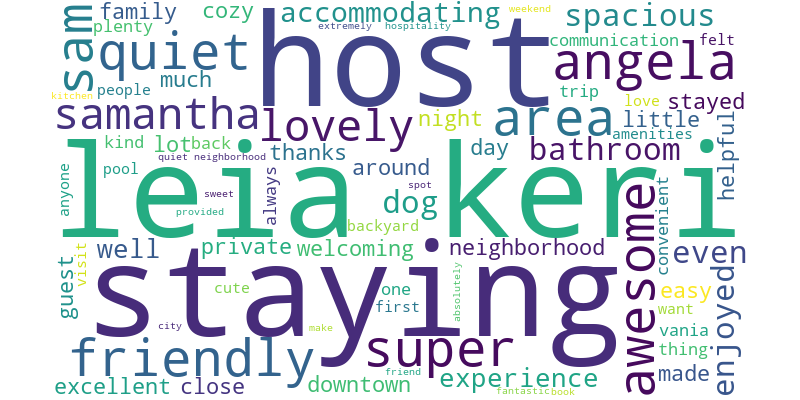 family
cozy
accommodating
extremely
hospitality
weekend
spacious
plenty
sam
quiet
host
communication
felt
much
people
angela
kitchen
trip
love
stayed
samantha
lovely
night
area
little
amenities
helpful
kind
lot
back
thanks
day
bathroom
quiet neighborhood
around
pool
leia keri
sweet
spot
anyone
always
dog
provided
backyard
convenient
awesome
well
private
welcoming
neighborhood
even
guest
visit
staying
enjoyed
cute
one
first
absolutely
easy
want
city
make
vania
friendly
super
thing
excellent
close
downtown
friend
experience
fantastic
book
made